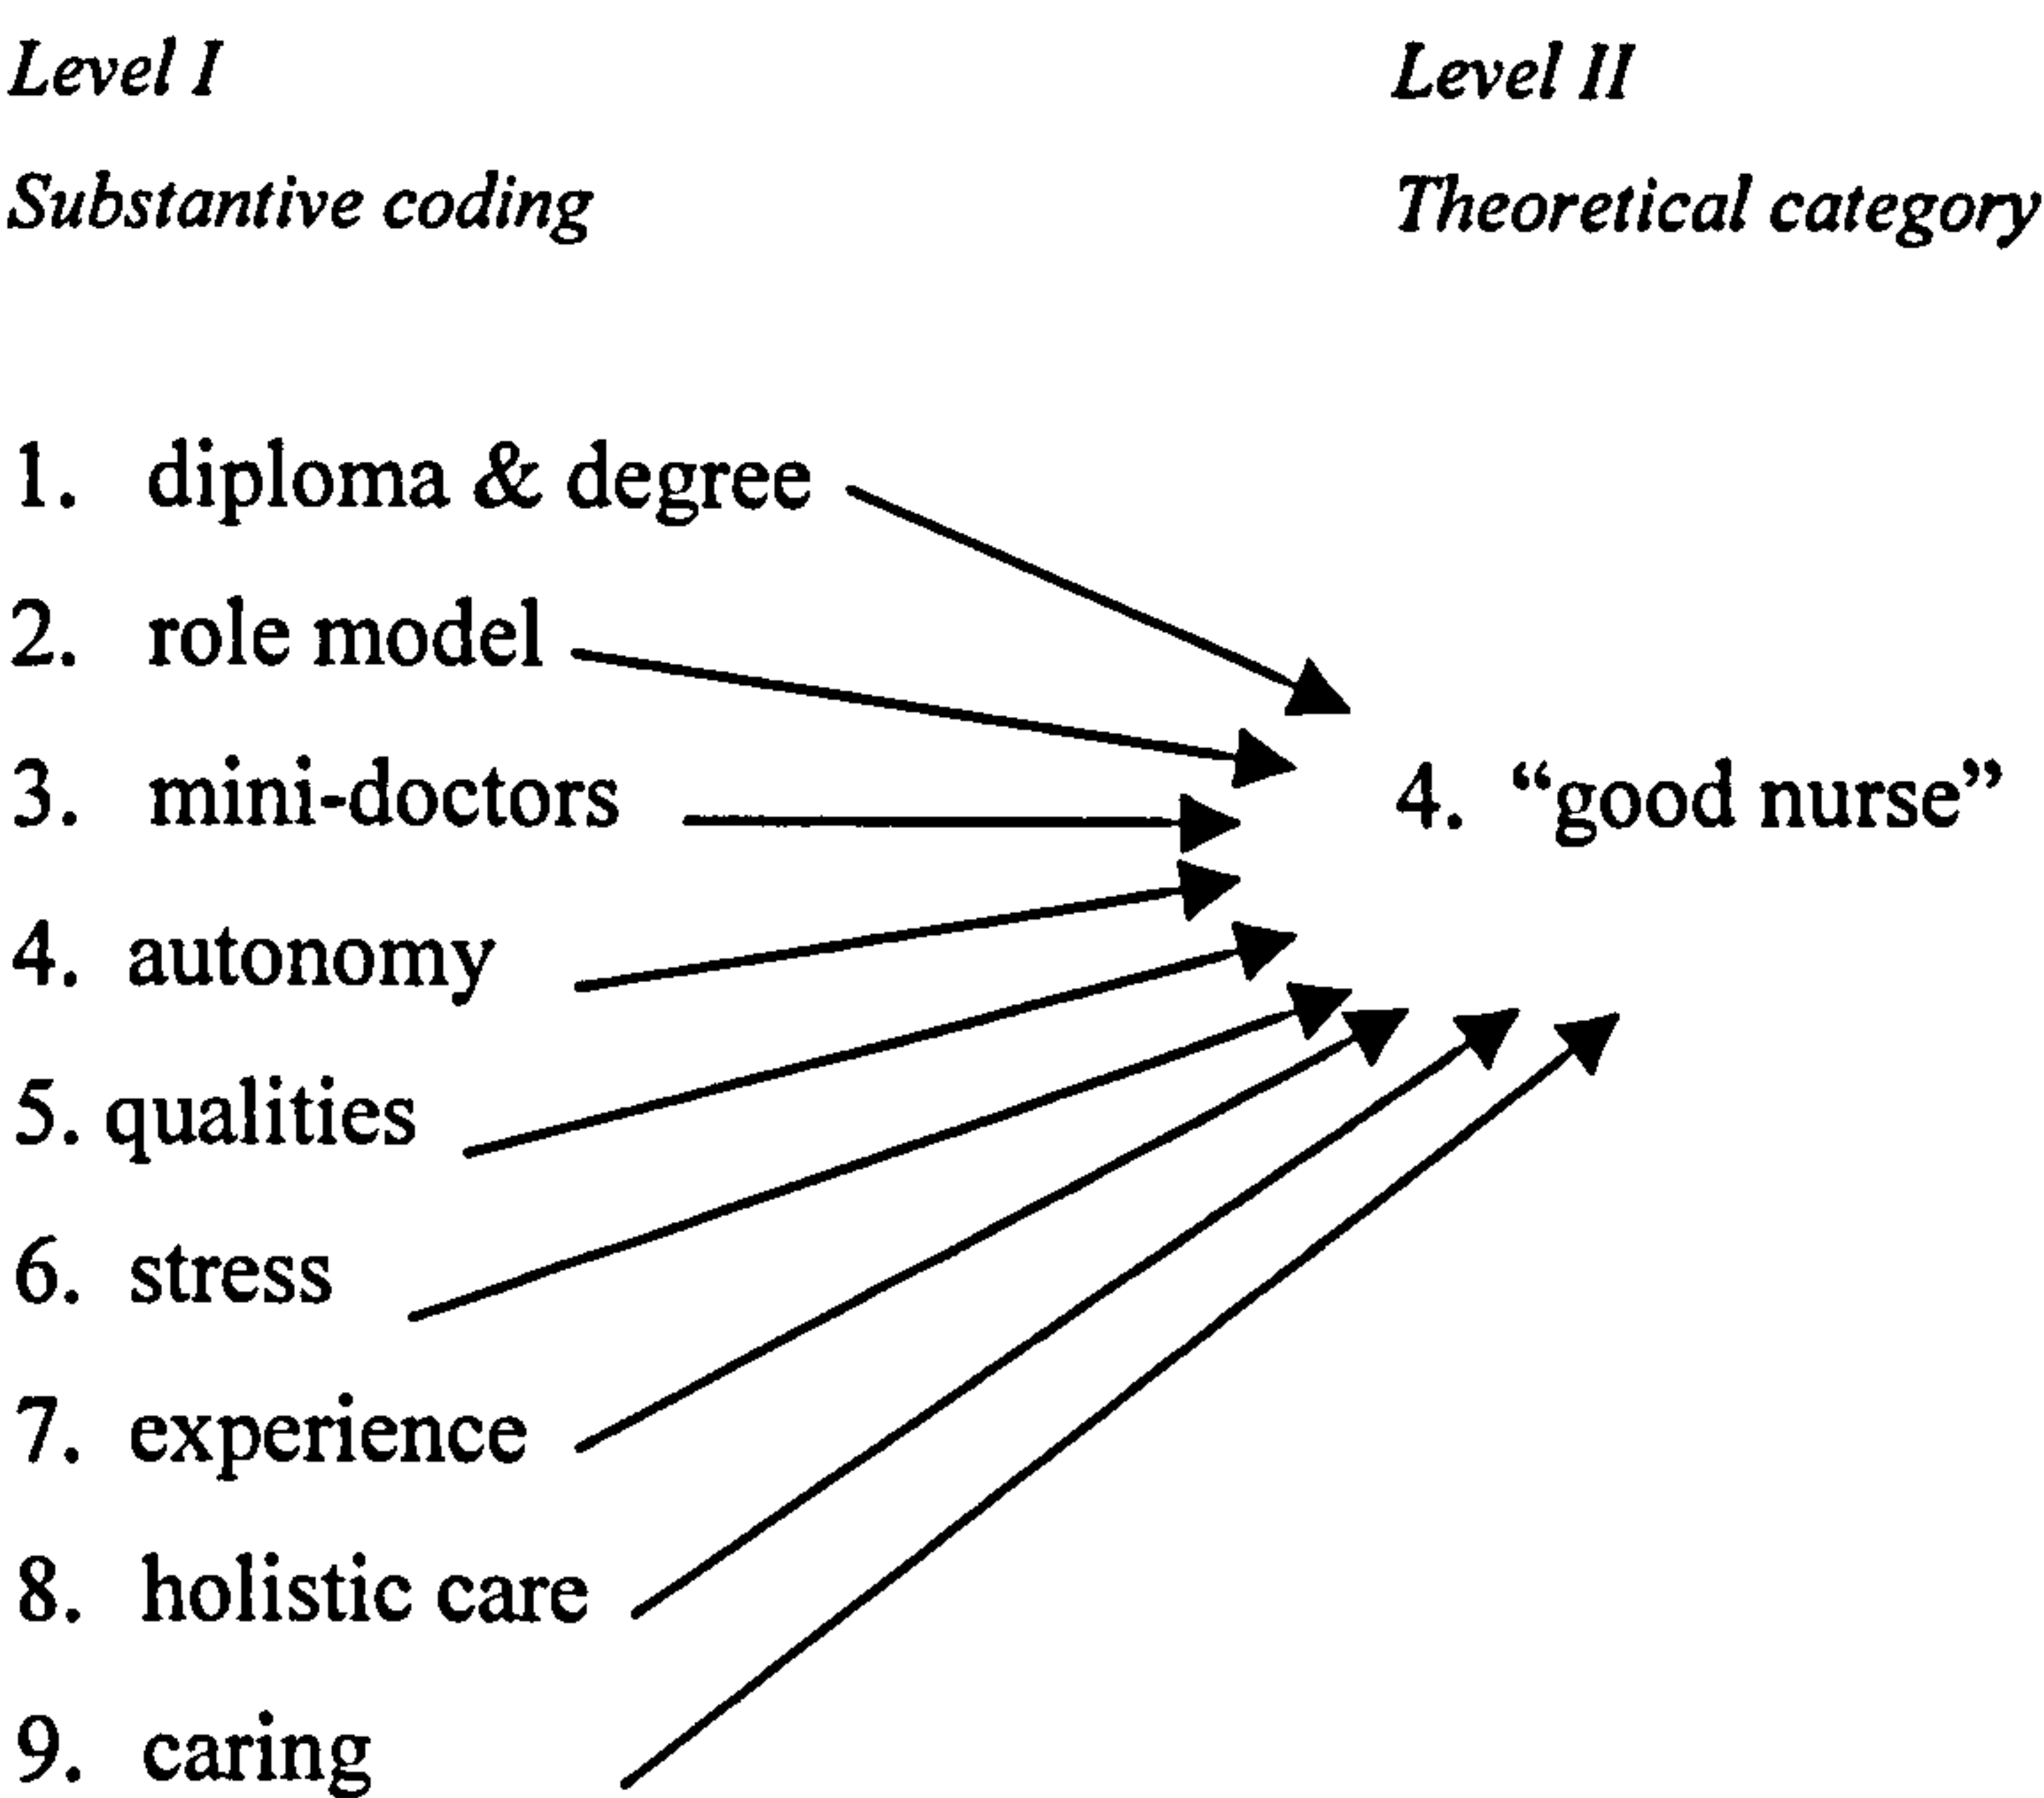 Level I
Level II
Substantive coding
Theoretical category
1. diploma & degree
2. role model
3. mini-doctors
4. “good nurse”
4. autonomy
5. qualities
6. stress
7. experience
8. holistic care
9. caring